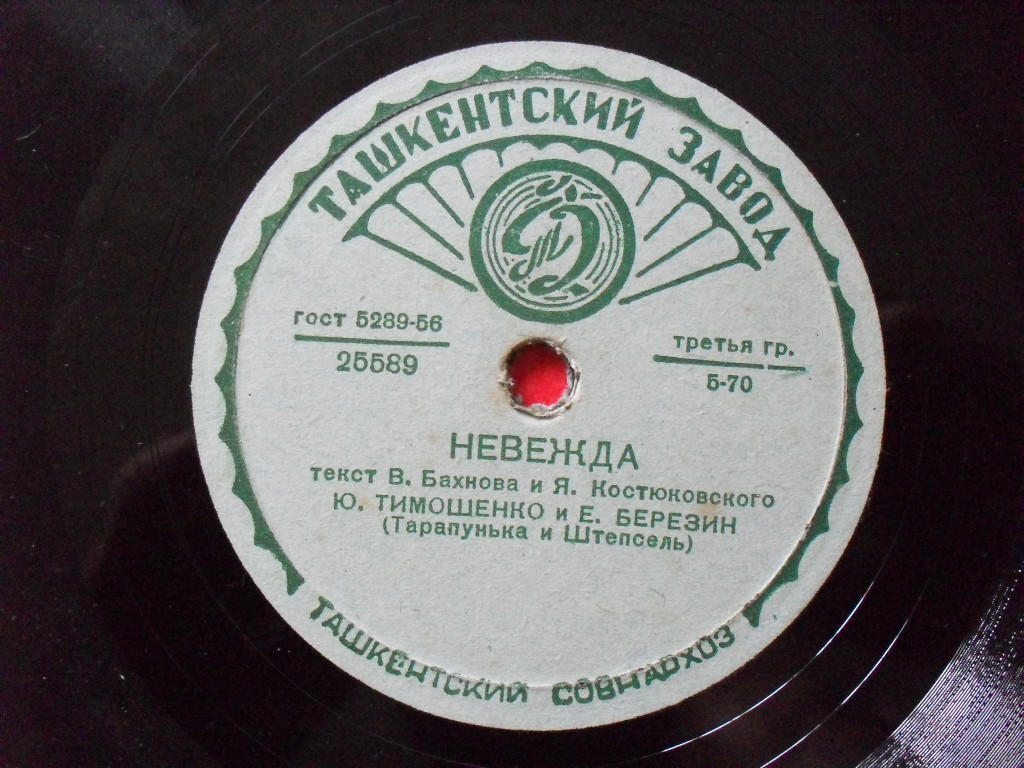 ТАШКЕНТСКИЙ ЗАВОД
гост 5289-56
25589
третья гр.
5-70
НЕВЕЖДА
текст В. Бахнова и Я. Костюковского
Ю. ТИМОШЕНКО и Е. БЕРЕЗИН
(Тарапунька и Штепсель)
ТАШКЕНТСКИЙ СОВНАРХОЗ